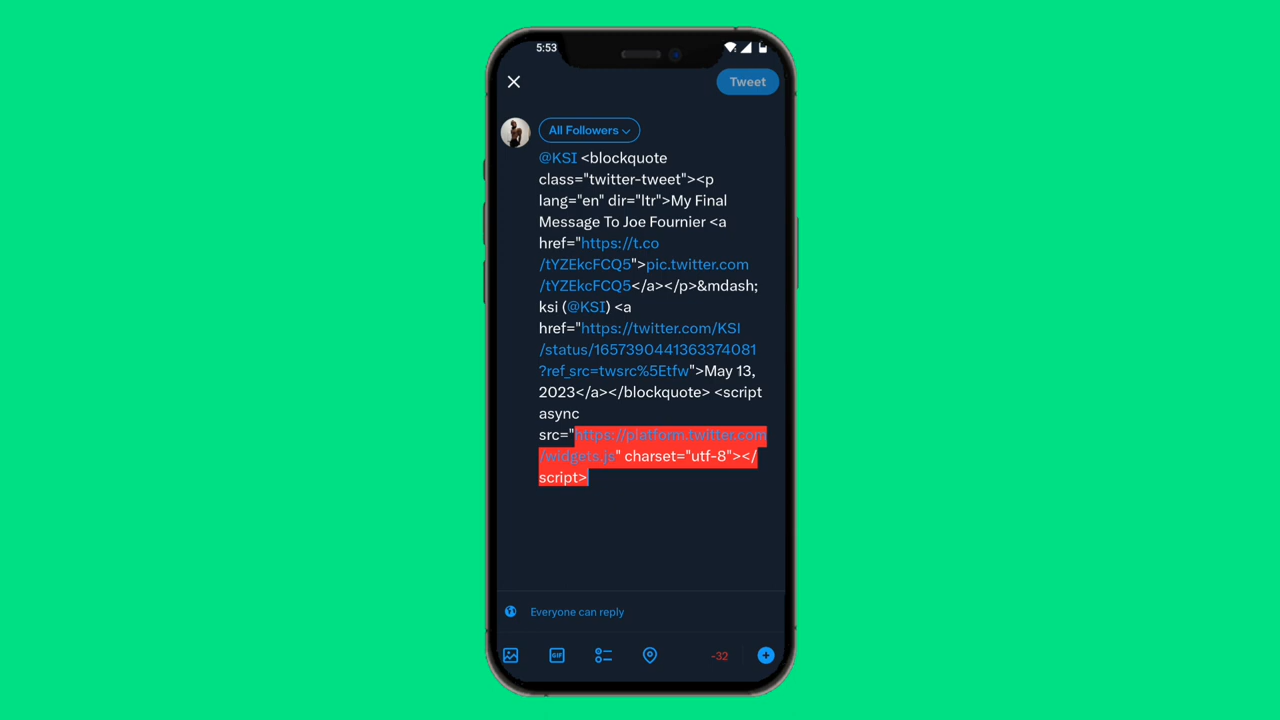 5:53
Tweet
All Followers
@KSI <blockquote
class="twitter-tweet"><p
lang="en" dir="ltr">My Final
Message To Joe Fournier <a
href="https://t.co
/tYZEkcFCQ5">pic.twitter.com
/tYZEkcFCQ5</a></p>&mdash;
ksi (@KSI) <a
href="https://twitter.com/KSI
/status/1657390441363374081
?ref_src=twsrc%5Etfw">May 13,
2023</a></blockquote> <script
async
src="https://platform.twitter.com
/widgets.js" charset="utf-8"></
script>
Everyone can reply
GIF
-32